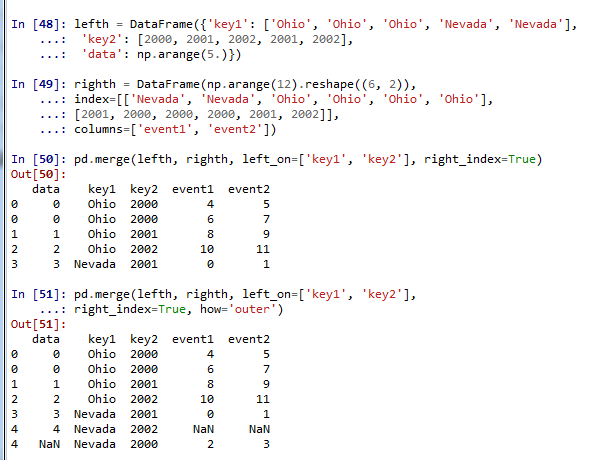 In [48]: lefth = DataFrame({'key1': ['Ohio', 'Ohio', 'Ohio', 'Nevada', 'Nevada'],
...: 'key2': [2000, 2001, 2002, 2001, 2002],
...: 'data': np.arange(5.)})
In [49]: righth = DataFrame(np.arange(12).reshape((6, 2)),
...: index=[['Nevada', 'Nevada', 'Ohio', 'Ohio', 'Ohio', 'Ohio'],
...: [2001, 2000, 2000, 2000, 2001, 2002]],
...: columns=['event1', 'event2'])
In [50]: pd.merge(lefth, righth, left_on=['key1', 'key2'], right_index=True)
Out[50]:
data key1 key2 event1 event2
0 0 Ohio 2000 4 5
0 0 Ohio 2000 6 7
1 1 Ohio 2001 8 9
2 2 Ohio 2002 10 11
3 3 Nevada 2001 0 1
In [51]: pd.merge(lefth, righth, left_on=['key1', 'key2'],
...: right_index=True, how='outer')
Out[51]:
data key1 key2 event1 event2
0 0 Ohio 2000 4 5
0 0 Ohio 2000 6 7
1 1 Ohio 2001 8 9
2 2 Ohio 2002 10 11
3 3 Nevada 2001 0 1
4 4 Nevada 2002 NaN NaN
4 NaN Nevada 2000 2 3